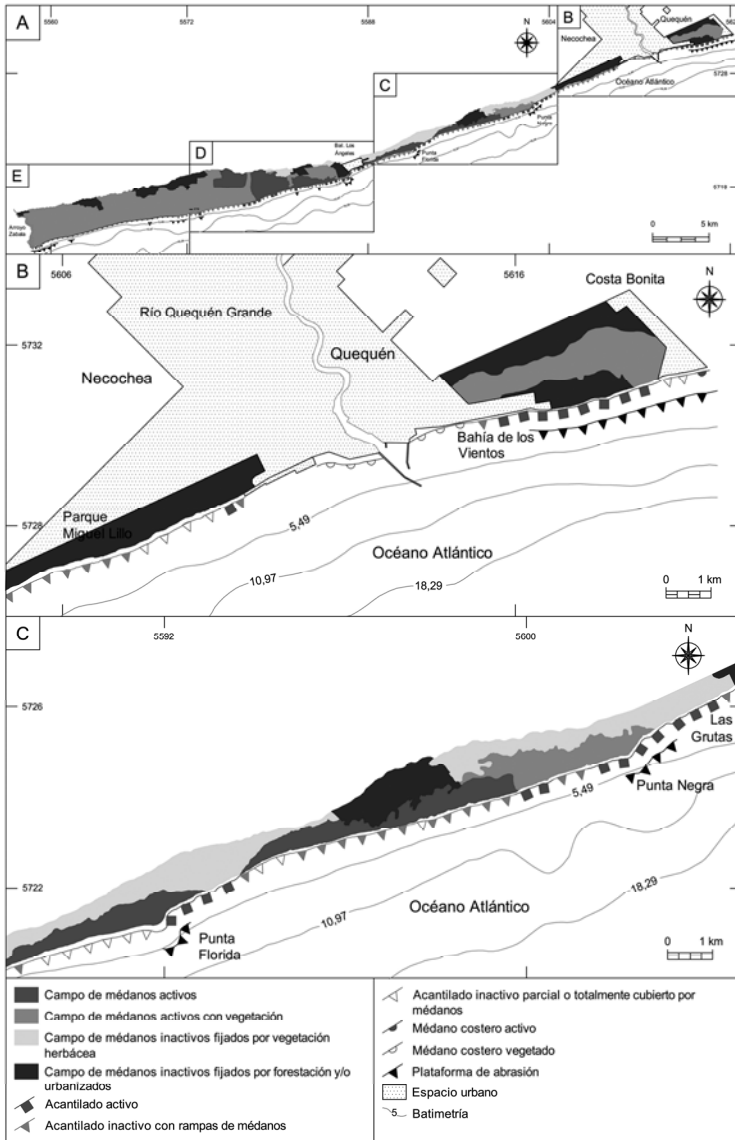 A
5560
5572
5588
5604
N
B
Quequén
Necochea
5728
Océano Atlántico
C
Punta
Florida
D
Bal. Los
Ángeles
E
Arroyo
Zabala
0 5 km
B
5606
5616
N
Costa Bonita
Río Quequén Grande
5732
Quequén
Necochea
Bahía de los
Vientos
Parque
Miguel Lillo
5728
5,49
Océano Atlántico
10,97
18,29
0 1 km
C
5592
5600
N
5726
Las
Grutas
Punta Negra
5,49
5722
10,97
18,29
Océano Atlántico
Punta
Florida
0 1 km
Campo de médanos activos
Campo de médanos activos con vegetación
Campo de médanos inactivos fijados por vegetación
herbácea
Campo de médanos inactivos fijados por forestación y/o
urbanizados
Acantilado activo
Acantilado inactivo con rampas de médanos
Acantilado inactivo parcial o totalmente cubierto por
médanos
Médano costero activo
Médano costero vegetado
Plataforma de abrasión
Espacio urbano
5 Batimetría